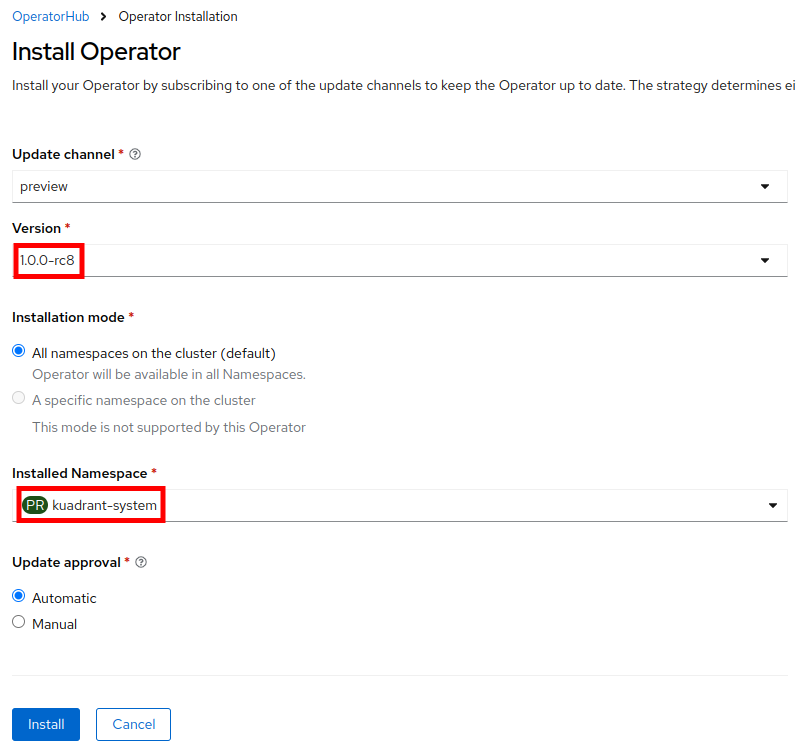 OperatorHub > Operator Installation
Install Operator
Install your Operator by subscribing to one of the update channels to keep the Operator up to date. The strategy determines ei
Update channel *
preview
Version *
1.0.0-rc8
Installation mode *
All namespaces on the cluster (default)
Operator will be available in all Namespaces.
A specific namespace on the cluster
This mode is not supported by this Operator
Installed Namespace *
PR kuadrant-system
Update approval *
Automatic
Manual
Install Cancel